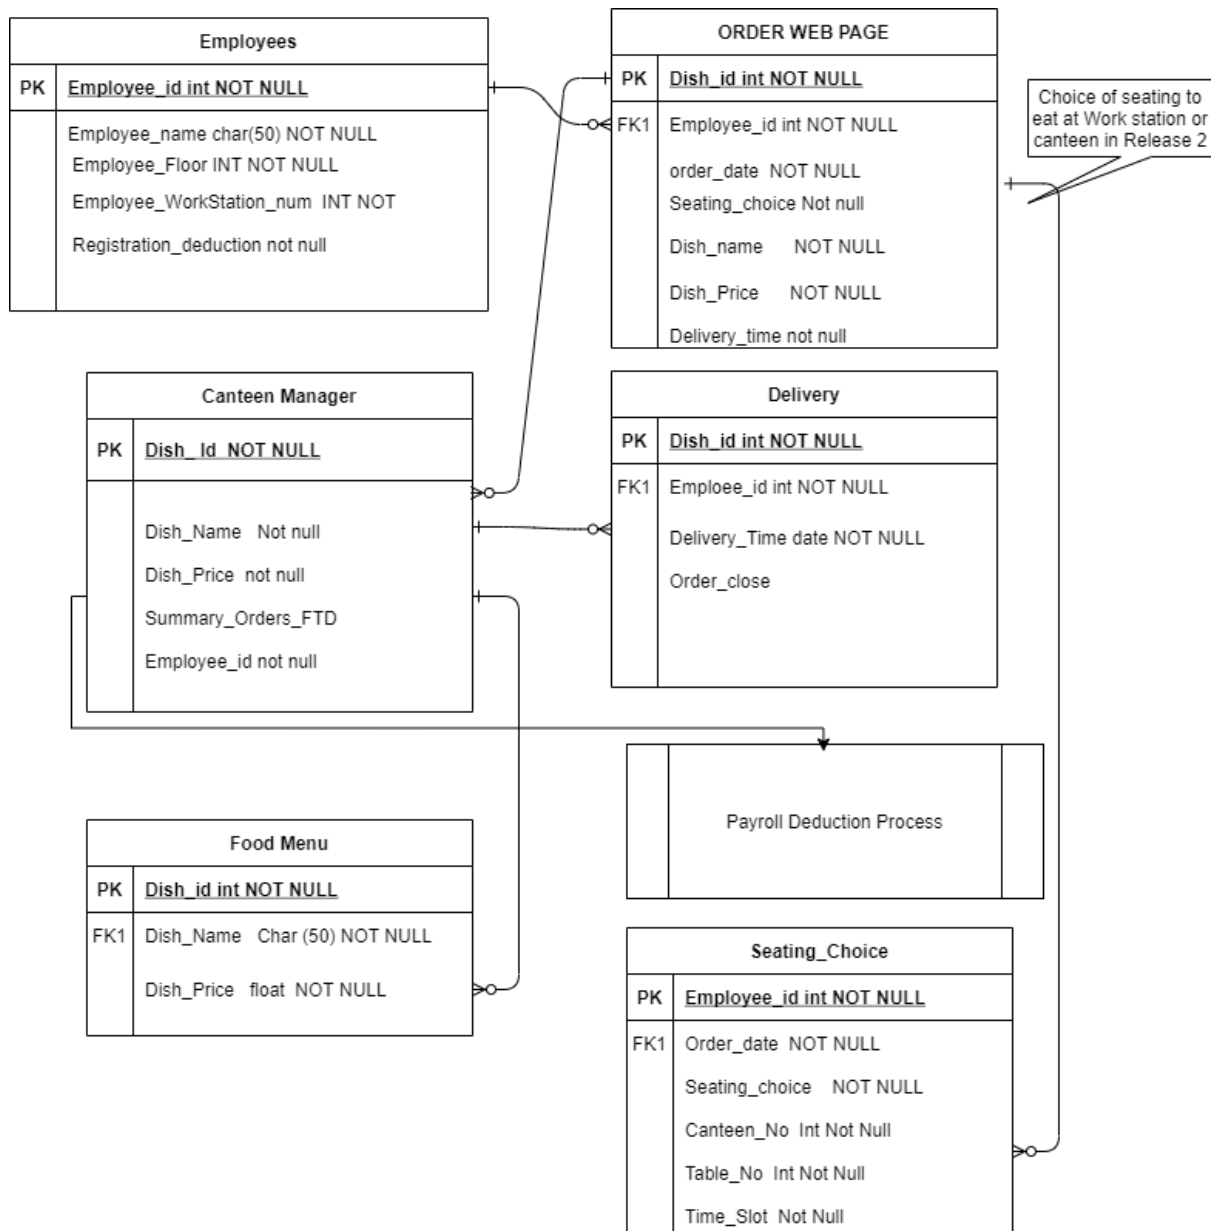 Employees
PK Employee_id int NOT NULL
Employee_name char(50) NOT NULL
Employee_Floor INT NOT NULL
Employee_WorkStation_num INT NOT
Registration_deduction not null
ORDER WEB PAGE
PK Dish_id int NOT NULL
FK1 Employee_id int NOT NULL
order_date NOT NULL
Seating_choice Not null
Dish_name NOT NULL
Dish_Price NOT NULL
Delivery_time not null
Choice of seating to
eat at Work station or
canteen in Release 2
Canteen Manager
PK Dish_ Id NOT NULL
Dish_Name Not null
Dish_Price not null
Summary_Orders_FTD
Employee_id not null
Delivery
PK Dish_id int NOT NULL
FK1 Emploee_id int NOT NULL
Delivery_Time date NOT NULL
Order_close
Payroll Deduction Process
Food Menu
PK Dish_id int NOT NULL
FK1 Dish_Name Char (50) NOT NULL
Dish_Price float NOT NULL
Seating_Choice
PK Employee_id int NOT NULL
FK1 Order_date NOT NULL
Seating_choice NOT NULL
Canteen_No Int Not Null
Table_No Int Not Null
Time_Slot Not Null